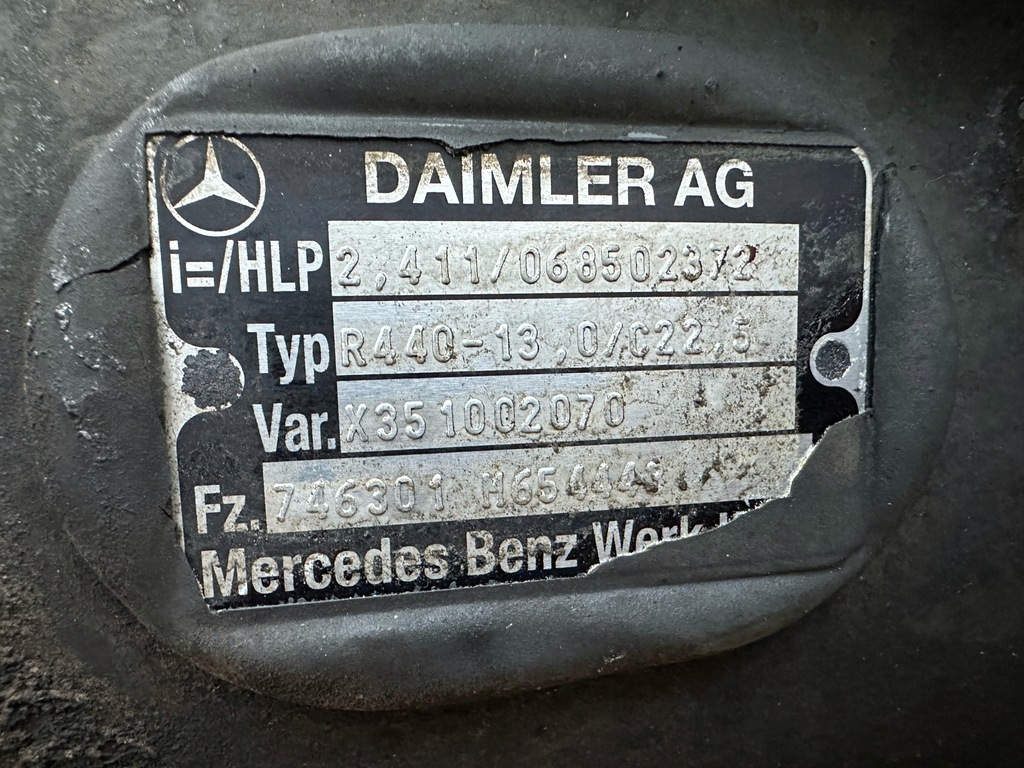 DAIMLER AG
i=/HLP 2,411/068502372
Typ R440-13,0/C22,5
Var. X351002070
Fz. 746301 M654443
Mercedes Benz Werk